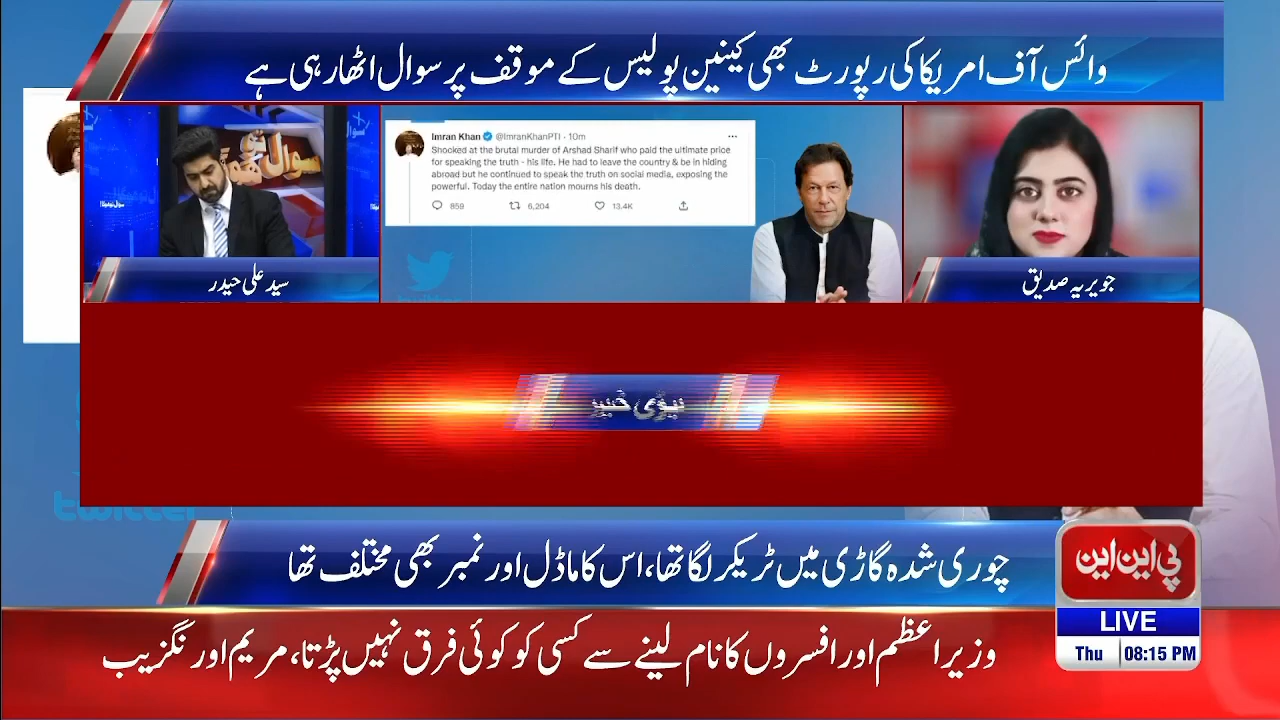 وائس آف امریکا کی رپورٹ بھی کینین پولیس کے موقف پر سوال اٹھا رہی ہے
سوال تو ہوگا
Imran Khan @ImranKhanPTI · 10m
Shocked at the brutal murder of Arshad Sharif who paid the ultimate price
for speaking the truth - his life. He had to leave the country & be in hiding
abroad but he continued to speak the truth on social media, exposing the
powerful. Today the entire nation mourns his death.
859 6,204 13.4K
سید علی حیدر
جویریہ صدیق
twitter
چوری شدہ گاڑی میں ٹریکر لگا تھا، اس کا ماڈل اور نمبر بھی مختلف تھا
پی این این
LIVE
Thu 08:15 PM
وزیراعظم اور افسروں کا نام لینے سے کسی کو کوئی فرق نہیں پڑتا، مریم اورنگزیب